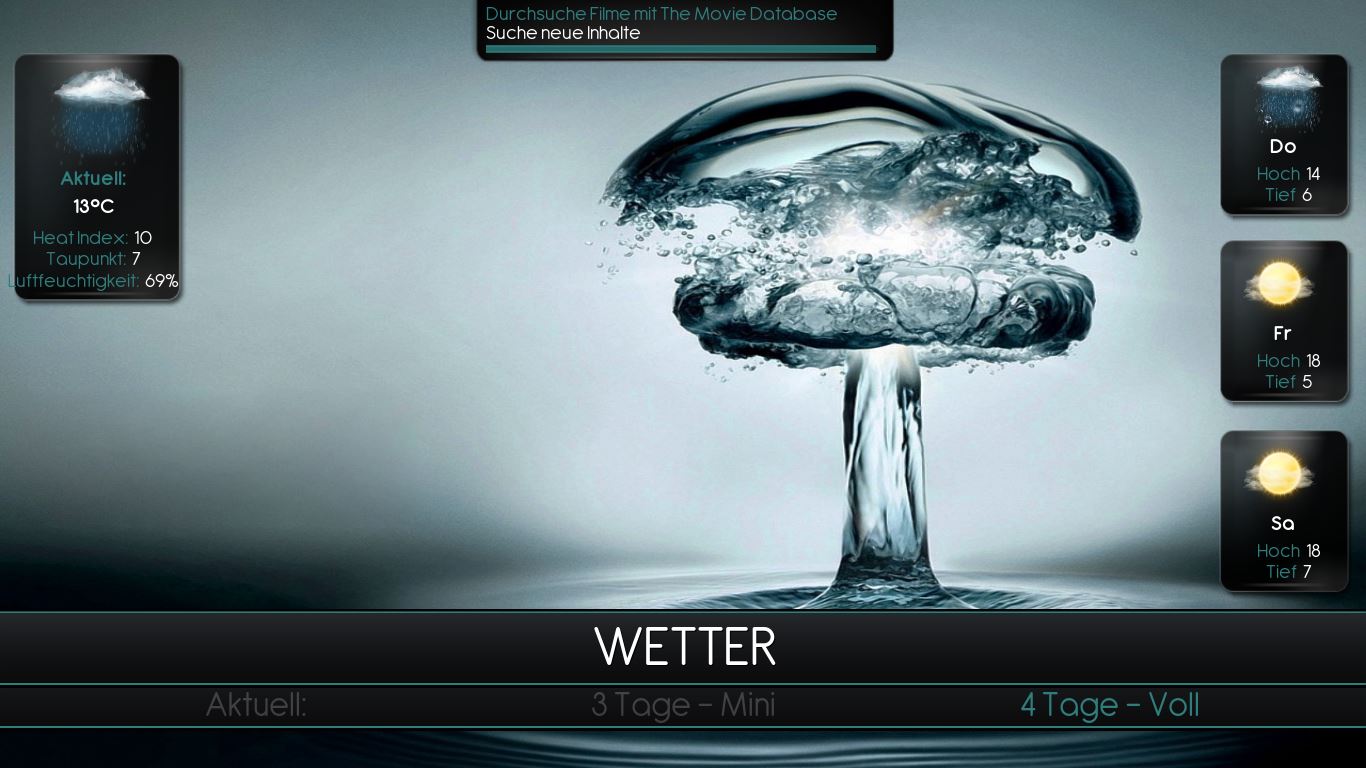 Durchsuche Filme mit The Movie Database
Suche neue Inhalte
Aktuell:
13°C
Heat Index: 10
Taupunkt: 7
Luftfeuchtigkeit: 69%
Do
Hoch 14
Tief 6
Fr
Hoch 18
Tief 5
Sa
Hoch 18
Tief 7
WETTER
Aktuell:
3 Tage - Mini
4 Tage - Voll